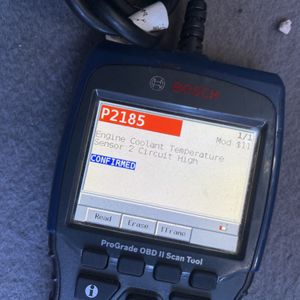 BOSCH
P2185
1/1
Mod $11
Engine Coolant Temperature
Sensor 2 Circuit High
CONFIRMED
Read
Erase
FFrame
ProGrade OBD II Scan Tool
i